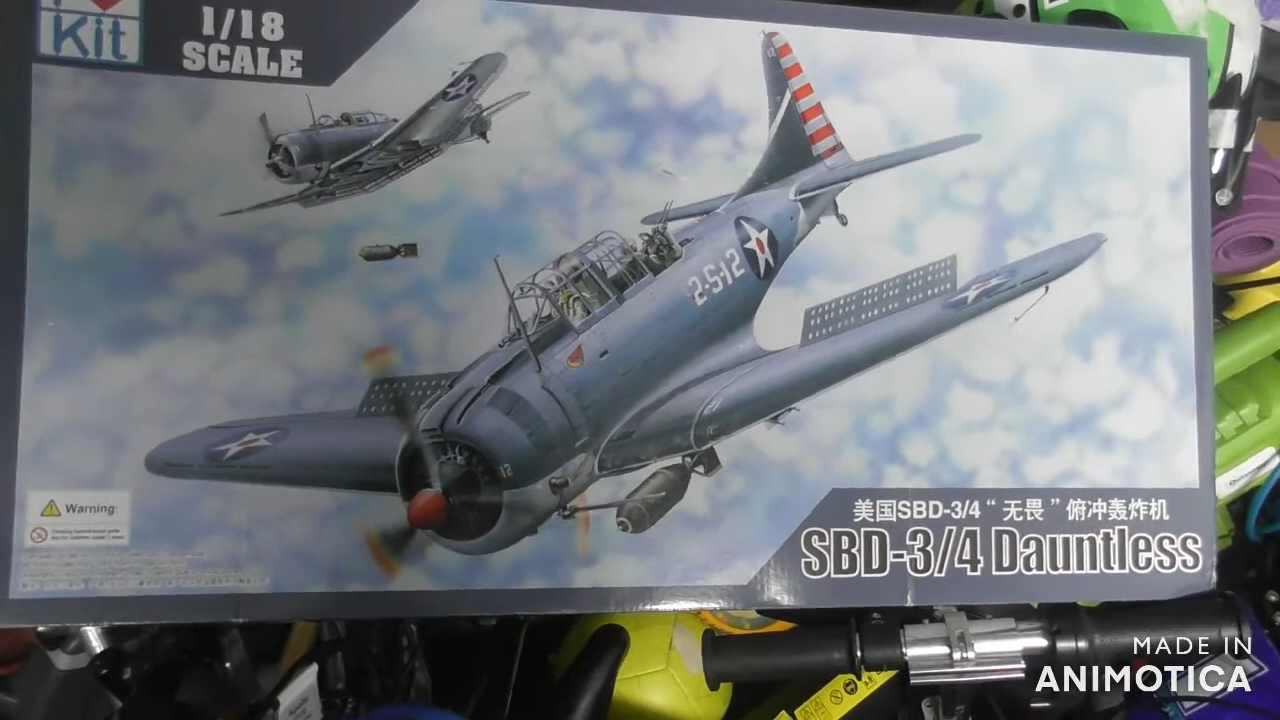 Kit
1/18
SCALE
2-S-12
12
Warning:
美国SBD-3/4 “ 无畏 ” 俯冲轰炸机
SBD-3/4 Dauntless
MADE IN
ANIMOTICA